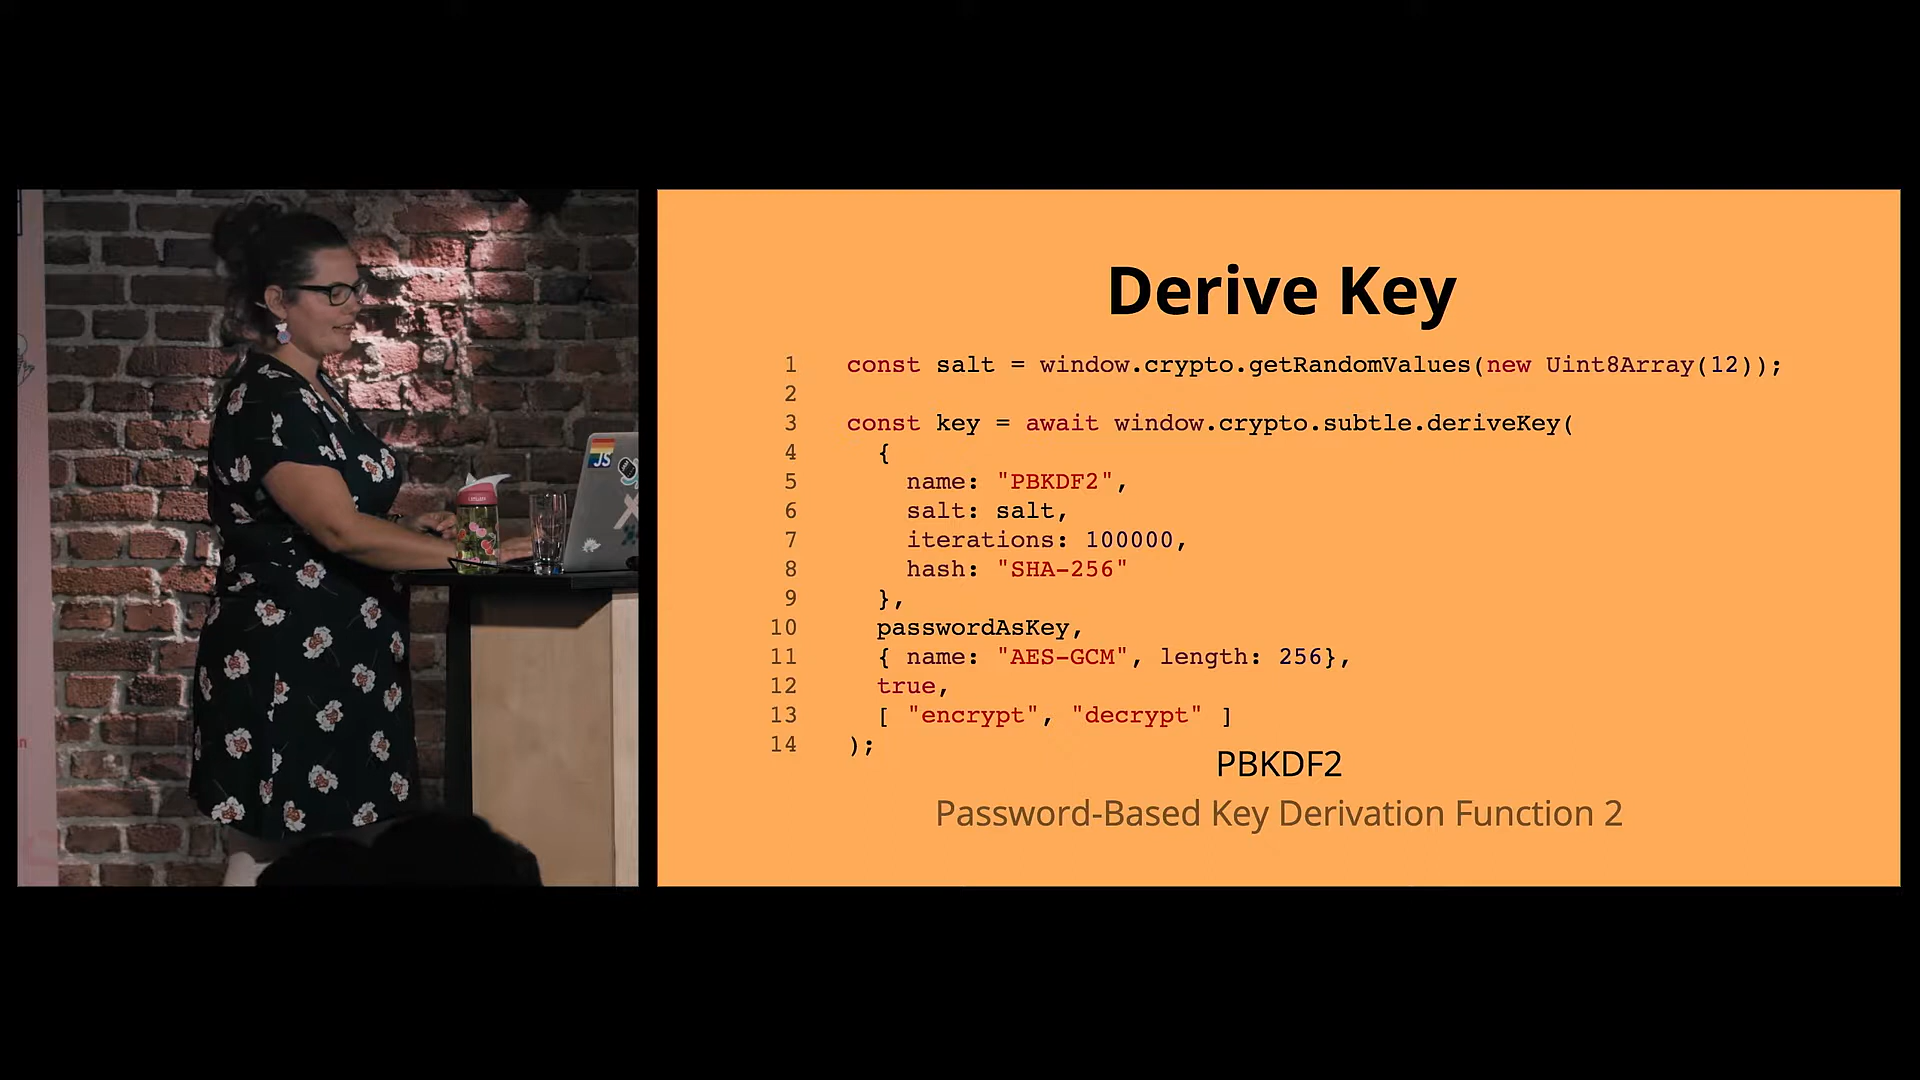 Derive Key
1 const salt = window.crypto.getRandomValues(new Uint8Array(12));
2
3 const key = await window.crypto.subtle.deriveKey(
4 {
5 name: "PBKDF2",
6 salt: salt,
7 iterations: 100000,
8 hash: "SHA-256"
9 },
10 passwordAsKey,
11 { name: "AES-GCM", length: 256},
12 true,
13 [ "encrypt", "decrypt" ]
14 );
PBKDF2
Password-Based Key Derivation Function 2
JS